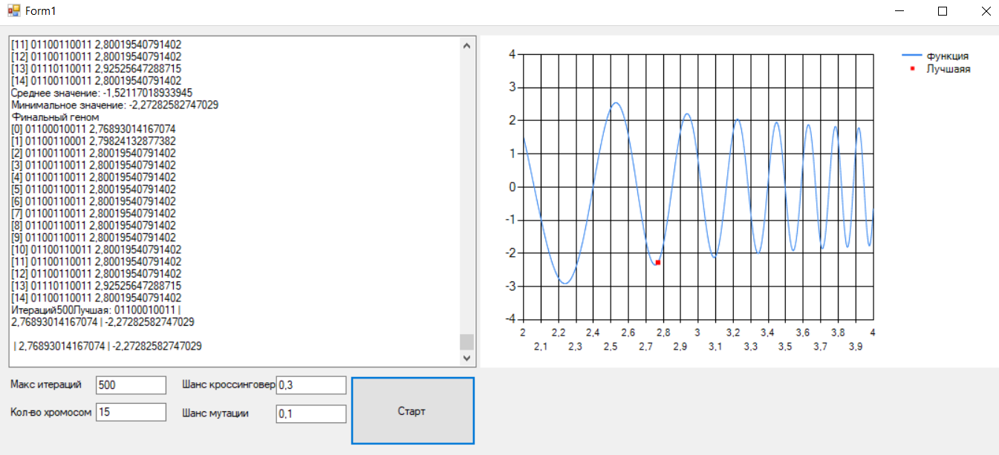 Form1
[11] 01100110011 2,80019540791402
[12] 01100110011 2,80019540791402
[13] 01110110011 2,92525647288715
[14] 01100110011 2,80019540791402
Среднее значение: -1,52117018933945
Минимальное значение: -2,27282582747029
Финальный геном
[0] 01100010011 2,76893014167074
[1] 01100110001 2,79824132877382
[2] 01100110011 2,80019540791402
[3] 01100110011 2,80019540791402
[4] 01100110011 2,80019540791402
[5] 01100110011 2,80019540791402
[6] 01100110011 2,80019540791402
[7] 01100110011 2,80019540791402
[8] 01100110011 2,80019540791402
[9] 01100110011 2,80019540791402
[10] 01100110011 2,80019540791402
[11] 01100110011 2,80019540791402
[12] 01100110011 2,80019540791402
[13] 01110110011 2,92525647288715
[14] 01100110011 2,80019540791402
Итераций500Лучшая: 01100010011 |
2,76893014167074 | -2,27282582747029
| 2,76893014167074 | -2,27282582747029
4
3
2
1
0
-1
-2
-3
-4
2 2,2 2,4 2,6 2,8 3 3,2 3,4 3,6 3,8 4
2,1 2,3 2,5 2,7 2,9 3,1 3,3 3,5 3,7 3,9
Функция
Лучшаяя
Макс итераций 500 Шанс кроссинговер 0,3
Кол-во хромосом 15 Шанс мутации 0,1
Старт